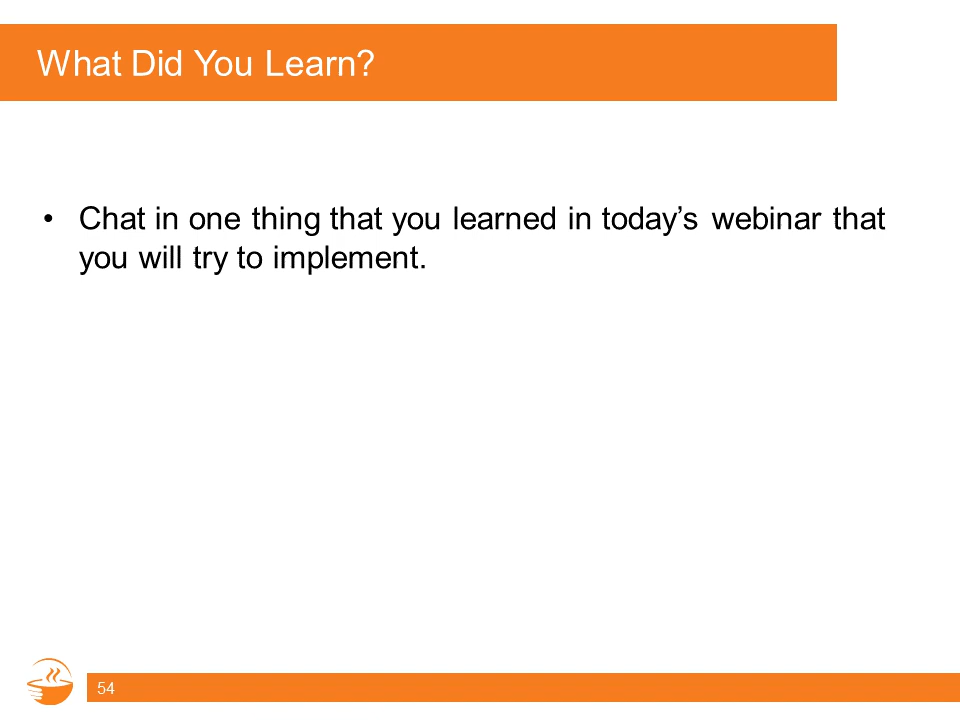 What Did You Learn?
• Chat in one thing that you learned in today’s webinar that
you will try to implement.
54